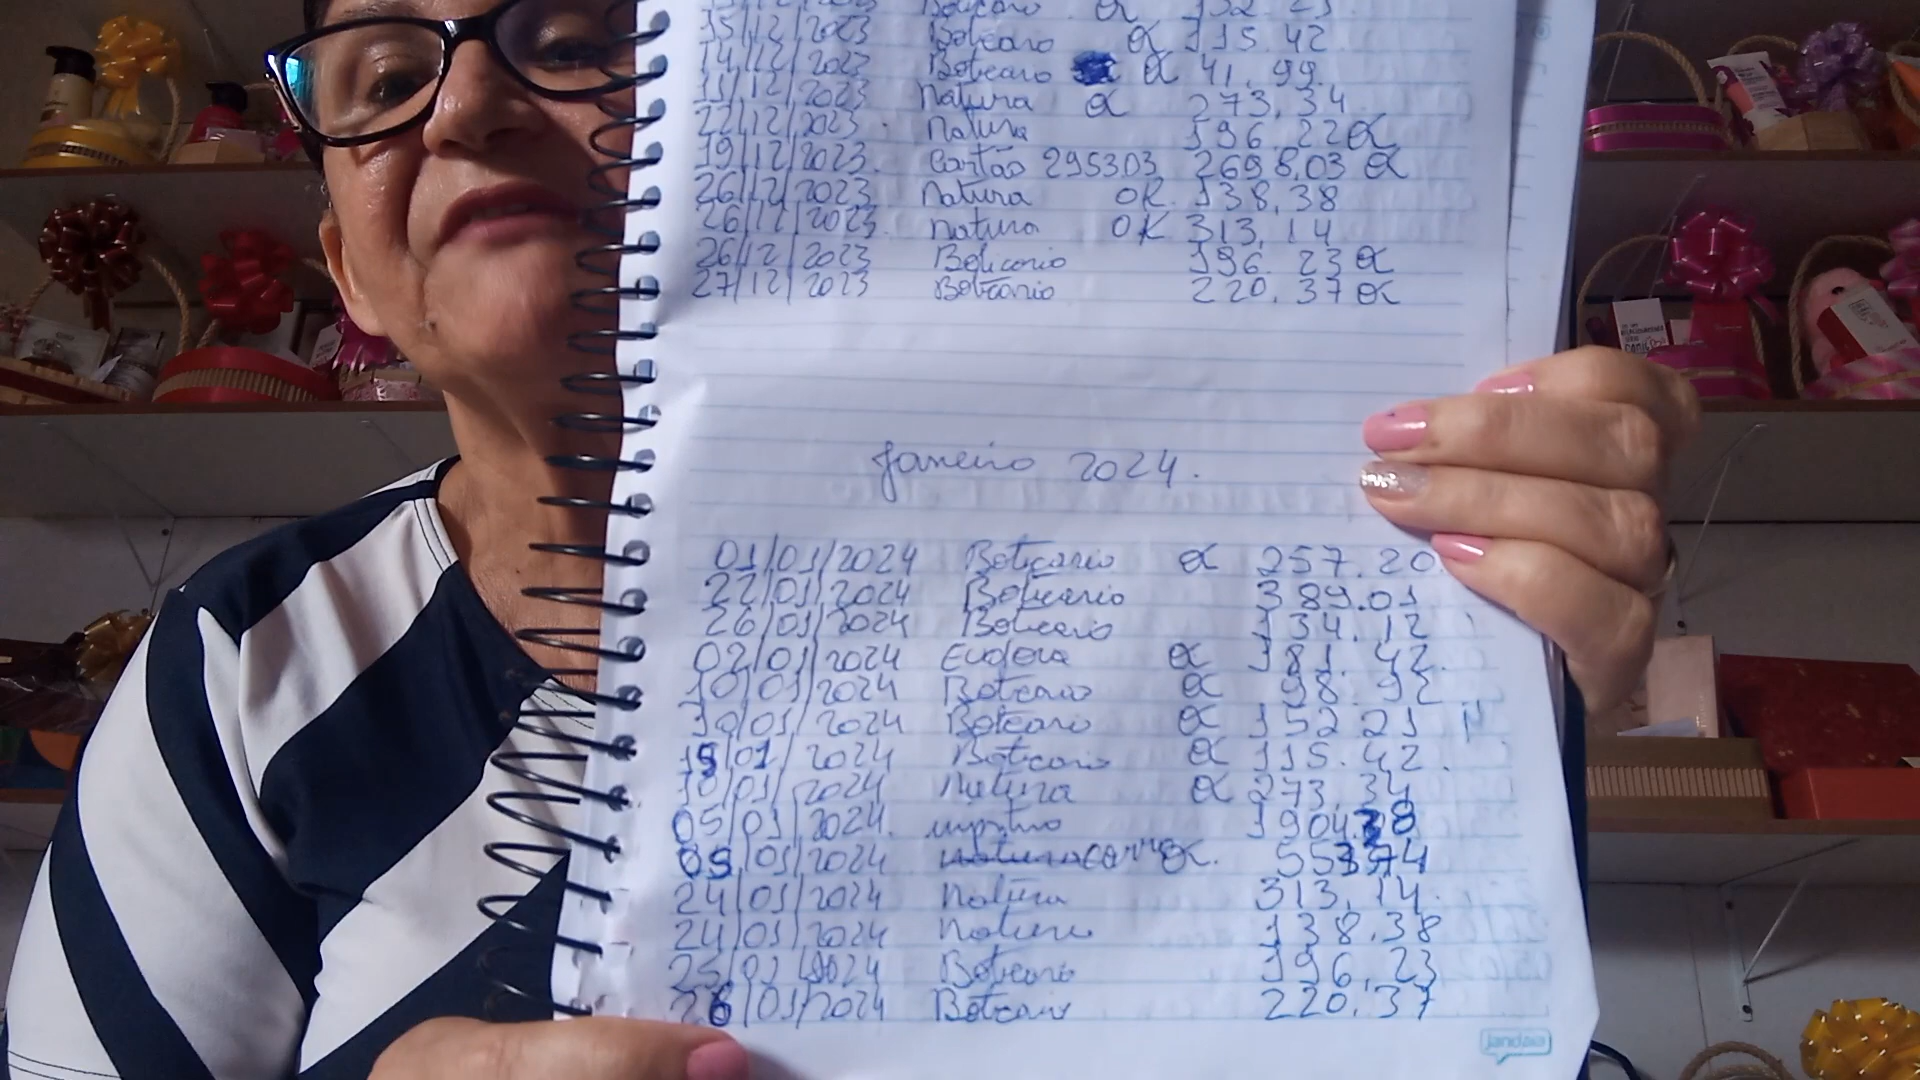 15/12/2023 Boticario ok 115.42
14/12/2023 Boticario ok 41,99.
11/12/2023 Natura ok 273,34
22/12/2023 Natura 196.22 ok
19/12/2023 Cartão 295303 2698,03 ok
26/12/2023 Natura OK 138,38
26/12/2023 Natura OK 313,14
26/12/2023 Boticario 196.23 ok
27/12/2023 Boticario 220,37 ok
Janeiro 2024.
01/01/2024 Boticario ok 257.20
22/01/2024 Boticario 389.01
26/01/2024 Boticario 134,12
02/01/2024 Eudora ok 181,42
10/01/2024 Boticario ok 98.92
10/01/2024 Boticario ok 152.21
15/01/2024 Boticario ok 115.42
10/01/2024 Natura ok 273,34
05/01/2024.
05/01/2024 ok.
24/01/2024 Natura 313,14.
24/01/2024 Natura 138.38
25/01/2024 Boticario 196,23
26/01/2024 Boticario 220.37
jandaia